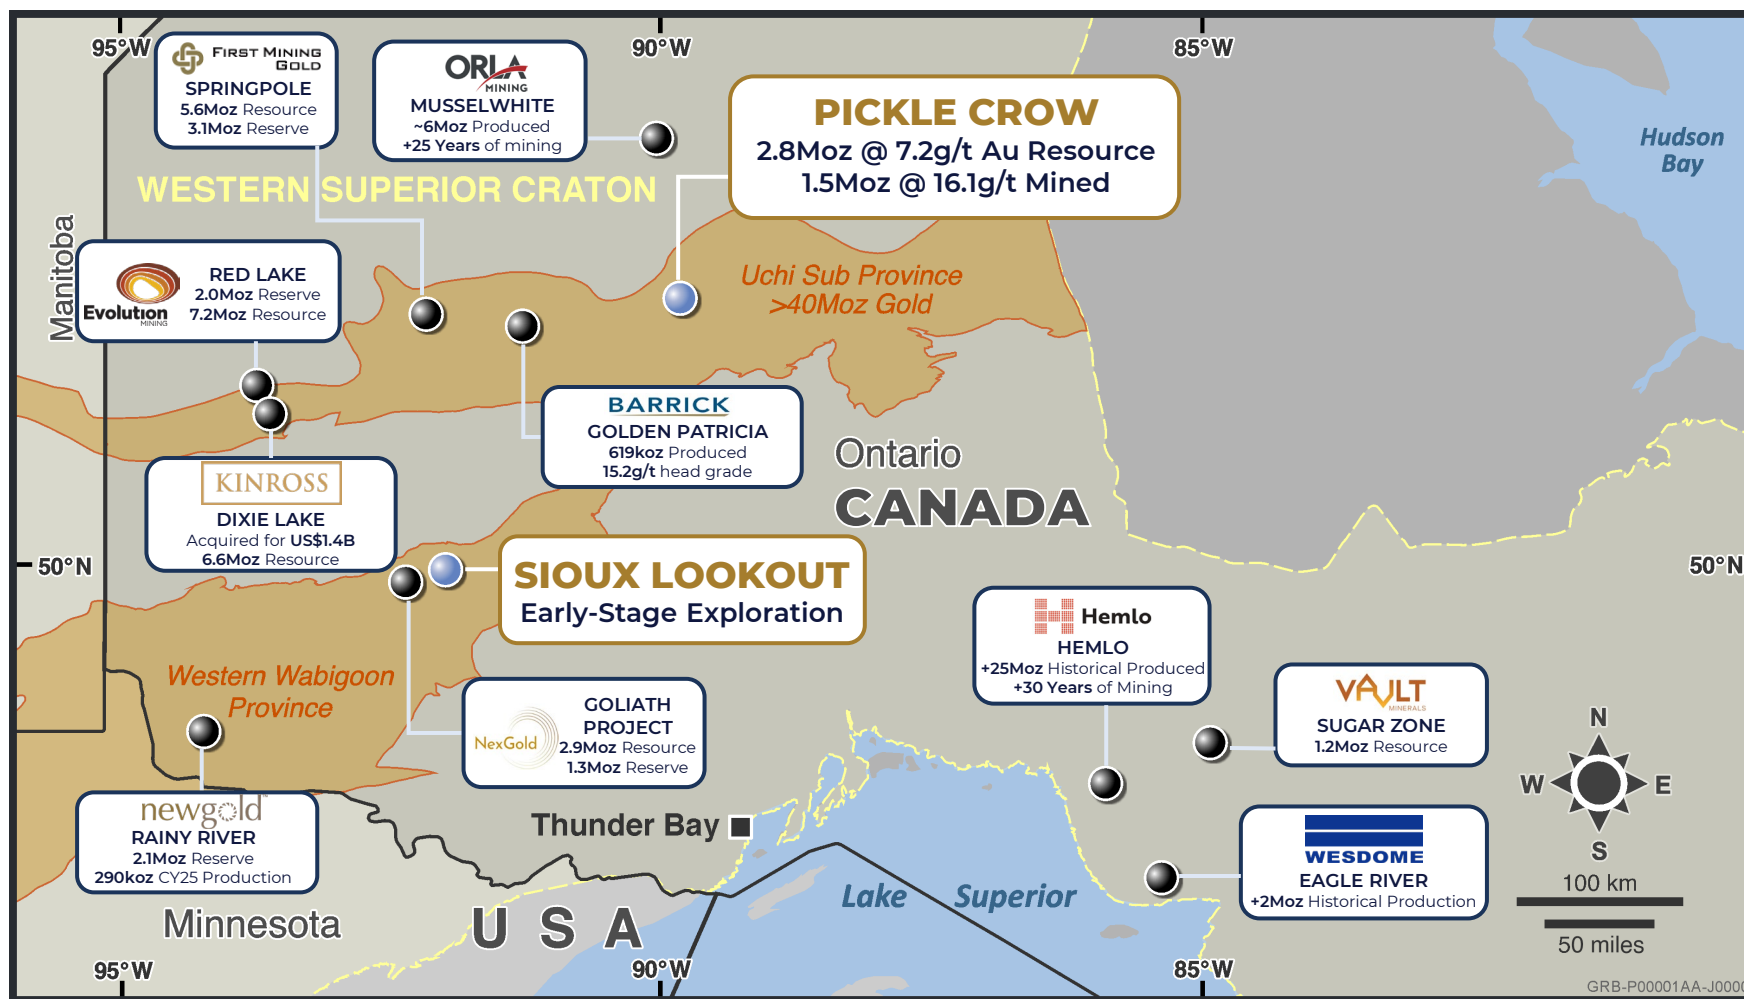 95°W
90°W
85°W
FIRST MINING
GOLD
SPRINGPOLE
5.6Moz Resource
3.1Moz Reserve
ORLA
MINING
MUSSELWHITE
~6Moz Produced
+25 Years of mining
PICKLE CROW
2.8Moz @ 7.2g/t Au Resource
1.5Moz @ 16.1g/t Mined
Hudson
Bay
WESTERN SUPERIOR CRATON
Manitoba
Evolution
MINING
RED LAKE
2.0Moz Reserve
7.2Moz Resource
Uchi Sub Province
>40Moz Gold
BARRICK
GOLDEN PATRICIA
619koz Produced
15.2g/t head grade
Ontario
CANADA
KINROSS
DIXIE LAKE
Acquired for US$1.4B
6.6Moz Resource
50°N
50°N
SIOUX LOOKOUT
Early-Stage Exploration
Hemlo
HEMLO
+25Moz Historical Produced
+30 Years of Mining
Western Wabigoon
Province
NexGold
GOLIATH
PROJECT
2.9Moz Resource
1.3Moz Reserve
VAULT
MINERALS
SUGAR ZONE
1.2Moz Resource
N
W
E
S
newgold
RAINY RIVER
2.1Moz Reserve
290koz CY25 Production
Thunder Bay
WESDOME
EAGLE RIVER
+2Moz Historical Production
Lake Superior
100 km
50 miles
Minnesota
USA
95°W
90°W
85°W
GRB-P00001AA-J0000